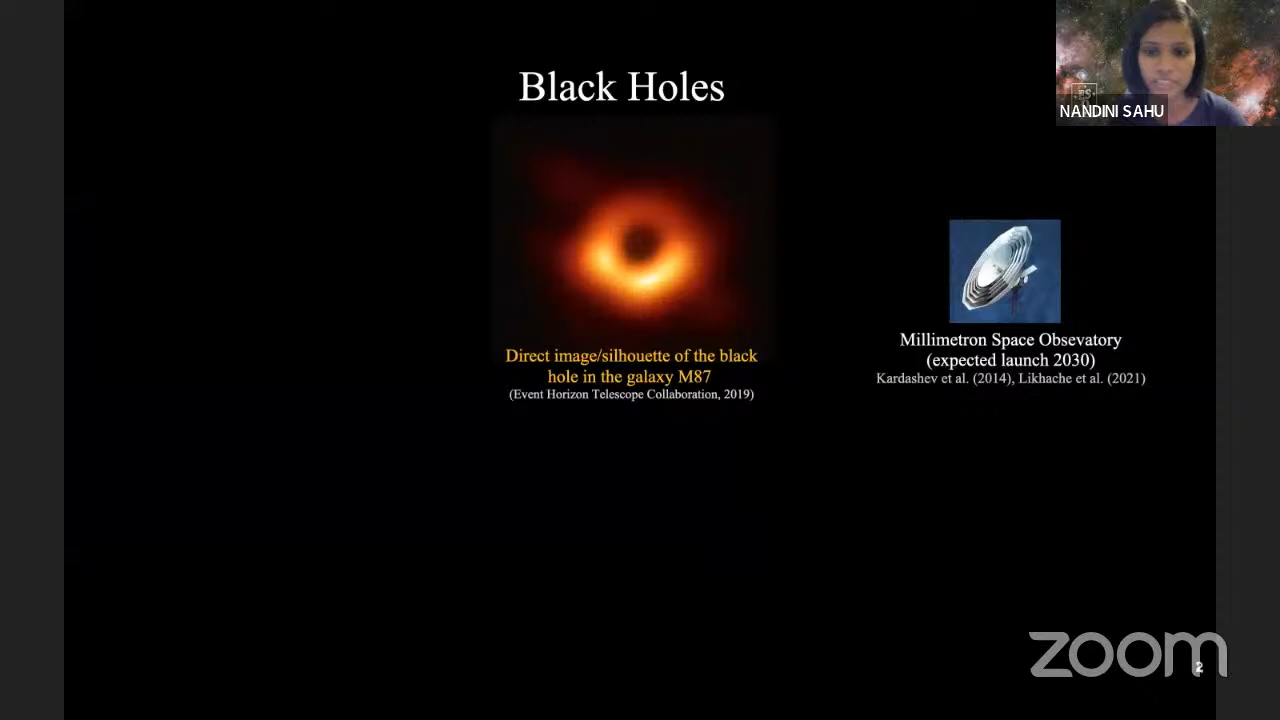 Black Holes
NANDINI SAHU
Direct image/silhouette of the black
hole in the galaxy M87
(Event Horizon Telescope Collaboration, 2019)
Millimetron Space Obsevatory
(expected launch 2030)
Kardashev et al. (2014), Likhache et al. (2021)
zoom
2